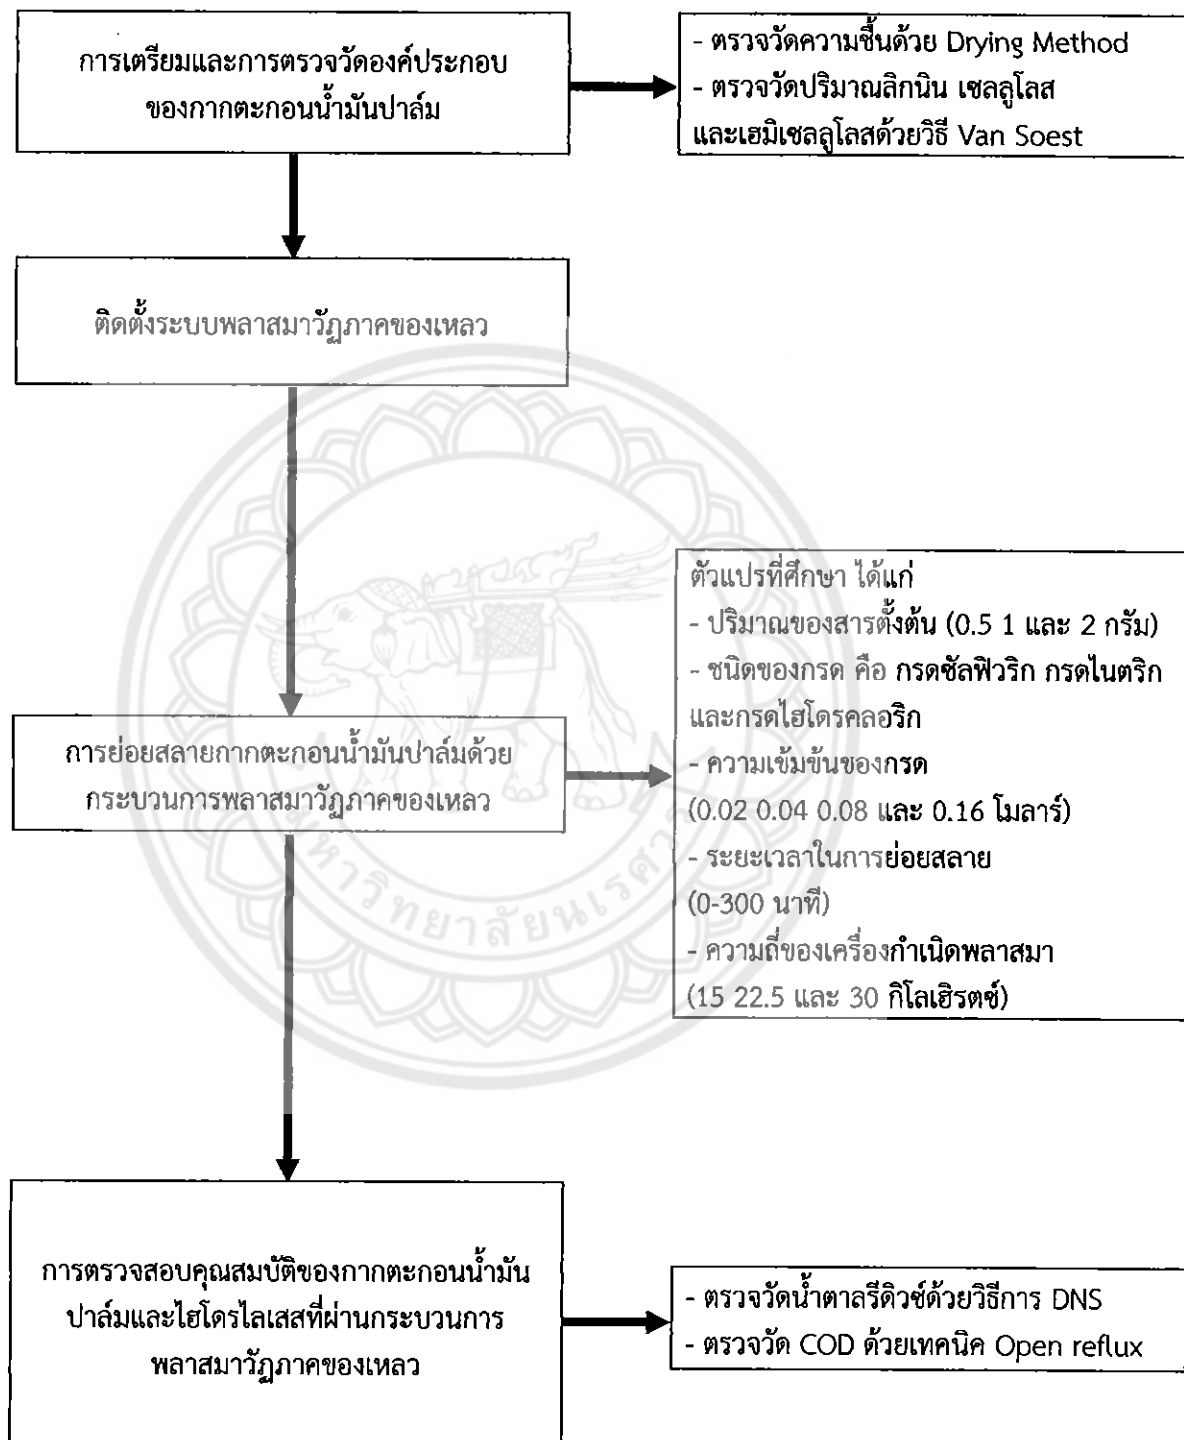 การเตรียมและการตรวจวัดองค์ประกอบ
ของกากตะกอนน้ำมันปาล์ม
- ตรวจวัดความชื้นด้วย Drying Method
- ตรวจวัดปริมาณลิกนิน เซลลูโลส
และเฮมิเซลลูโลสด้วยวิธี Van Soest
ติดตั้งระบบพลาสมาวัฏภาคของเหลว
การย่อยสลายกากตะกอนน้ำมันปาล์มด้วย
กระบวนการพลาสมาวัฏภาคของเหลว
ตัวแปรที่ศึกษา ได้แก่
- ปริมาณของสารตั้งต้น (0.5 1 และ 2 กรัม)
- ชนิดของกรด คือ กรดซัลฟิวริก กรดไนตริก
และกรดไฮโดรคลอริก
- ความเข้มข้นของกรด
(0.02 0.04 0.08 และ 0.16 โมลาร์)
- ระยะเวลาในการย่อยสลาย
(0-300 นาที)
- ความถี่ของเครื่องกำเนิดพลาสมา
(15 22.5 และ 30 กิโลเฮิรตซ์)
มหาวิทยาลัยนเรศวร
การตรวจสอบคุณสมบัติของกากตะกอนน้ำมัน
ปาล์มและไฮโดรไลเสสที่ผ่านกระบวนการ
พลาสมาวัฏภาคของเหลว
- ตรวจวัดน้ำตาลรีดิวซ์ด้วยวิธีการ DNS
- ตรวจวัด COD ด้วยเทคนิค Open reflux